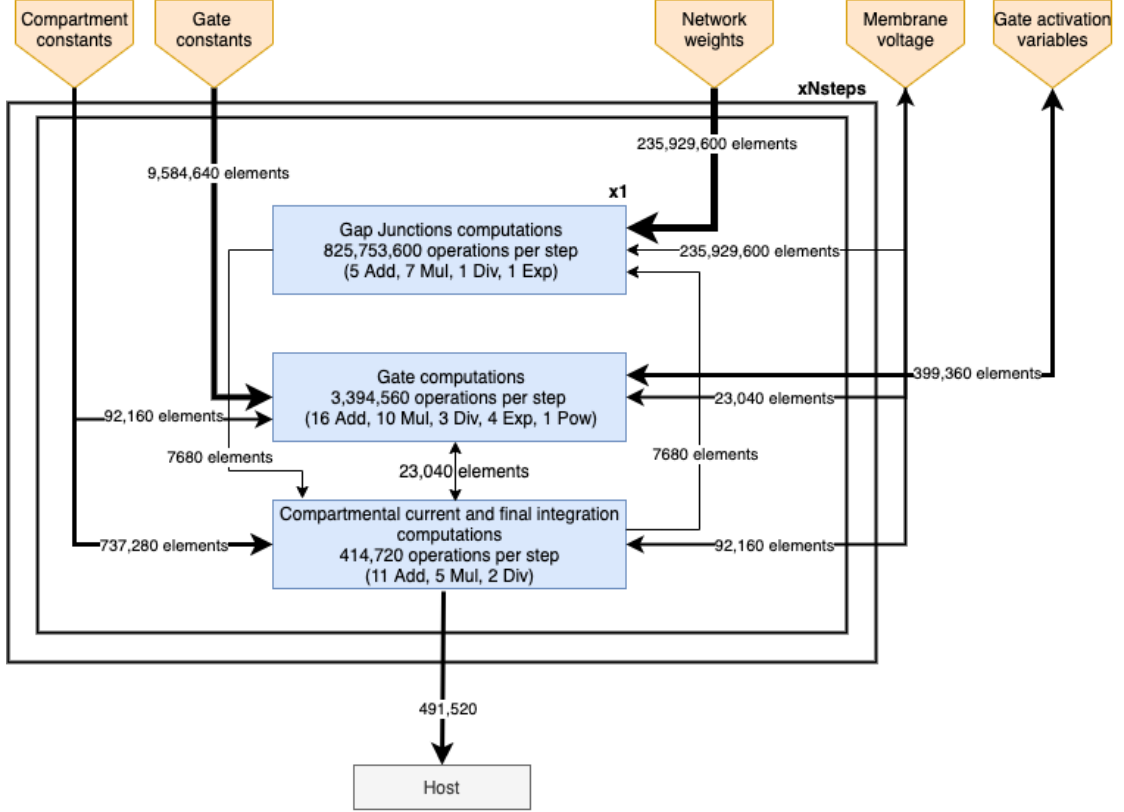 Compartment
constants
Gate
constants
Network
weights
Membrane
voltage
Gate activation
variables
xNsteps
235,929,600 elements
9,584,640 elements
x1
Gap Junctions computations
825,753,600 operations per step
(5 Add, 7 Mul, 1 Div, 1 Exp)
235,929,600 elements
Gate computations
3,394,560 operations per step
(16 Add, 10 Mul, 3 Div, 4 Exp, 1 Pow)
399,360 elements
23,040 elements
92,160 elements
7680 elements
23,040 elements
7680 elements
Compartmental current and final integration
computations
414,720 operations per step
(11 Add, 5 Mul, 2 Div)
737,280 elements
92,160 elements
491,520
Host